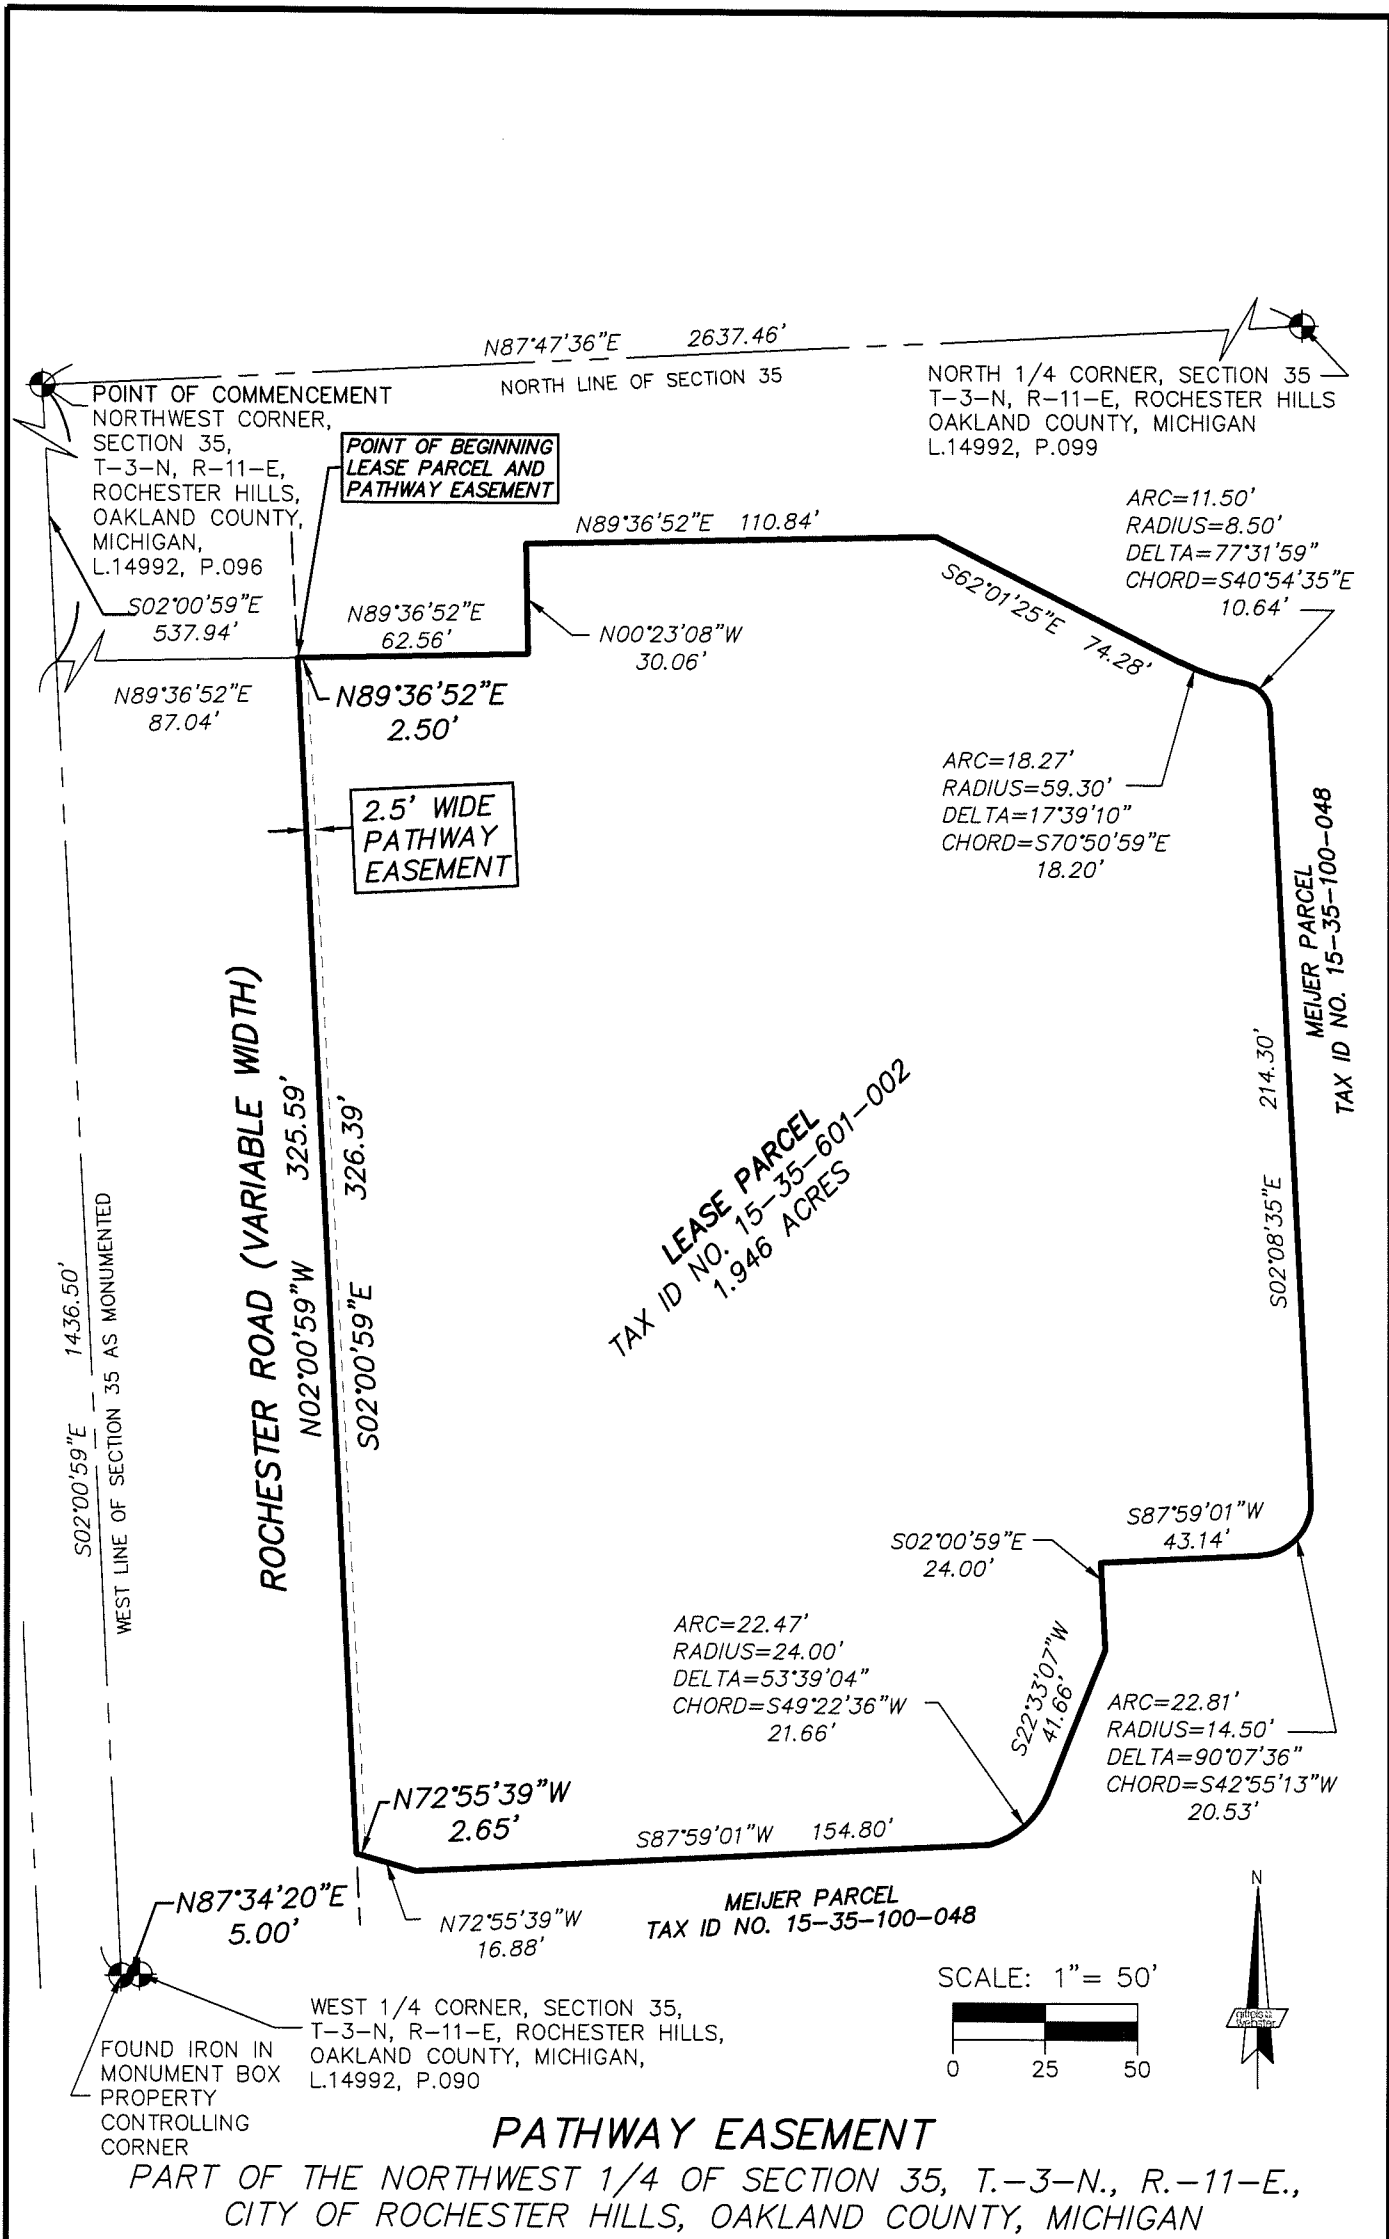 N87°47'36"E 2637.46'
NORTH LINE OF SECTION 35
POINT OF COMMENCEMENT
NORTHWEST CORNER,
SECTION 35,
T-3-N, R-11-E,
ROCHESTER HILLS,
OAKLAND COUNTY,
MICHIGAN,
L.14992, P.096
NORTH 1/4 CORNER, SECTION 35
T-3-N, R-11-E, ROCHESTER HILLS
OAKLAND COUNTY, MICHIGAN
L.14992, P.099
POINT OF BEGINNING
LEASE PARCEL AND
PATHWAY EASEMENT
S02°00'59"E
537.94'
N89°36'52"E
87.04'
N89°36'52"E
62.56'
N89°36'52"E 110.84'
N00°23'08"W
30.06'
S62°01'25"E 74.28'
ARC=11.50'
RADIUS=8.50'
DELTA=77°31'59"
CHORD=S40°54'35"E
10.64'
N89°36'52"E
2.50'
ARC=18.27'
RADIUS=59.30'
DELTA=17°39'10"
CHORD=S70°50'59"E
18.20'
2.5' WIDE
PATHWAY
EASEMENT
MEIJER PARCEL
TAX ID NO. 15-35-100-048
ROCHESTER ROAD (VARIABLE WIDTH)
N02°00'59"W 325.59'
S02°00'59"E 326.39'
LEASE PARCEL
TAX ID NO. 15-35-601-002
1.946 ACRES
S02°08'35"E 214.30'
S02°00'59"E 1436.50'
WEST LINE OF SECTION 35 AS MONUMENTED
S87°59'01"W
43.14'
S02°00'59"E
24.00'
ARC=22.47'
RADIUS=24.00'
DELTA=53°39'04"
CHORD=S49°22'36"W
21.66'
S22°33'07"W
41.66'
ARC=22.81'
RADIUS=14.50'
DELTA=90°07'36"
CHORD=S42°55'13"W
20.53'
N72°55'39"W
2.65'
S87°59'01"W 154.80'
N87°34'20"E
5.00'
N72°55'39"W
16.88'
MEIJER PARCEL
TAX ID NO. 15-35-100-048
N
SCALE: 1"= 50'
0 25 50
giffels
webster
WEST 1/4 CORNER, SECTION 35,
T-3-N, R-11-E, ROCHESTER HILLS,
OAKLAND COUNTY, MICHIGAN,
L.14992, P.090
FOUND IRON IN
MONUMENT BOX
PROPERTY
CONTROLLING
CORNER
PATHWAY EASEMENT
PART OF THE NORTHWEST 1/4 OF SECTION 35, T.-3-N., R.-11-E.,
CITY OF ROCHESTER HILLS, OAKLAND COUNTY, MICHIGAN